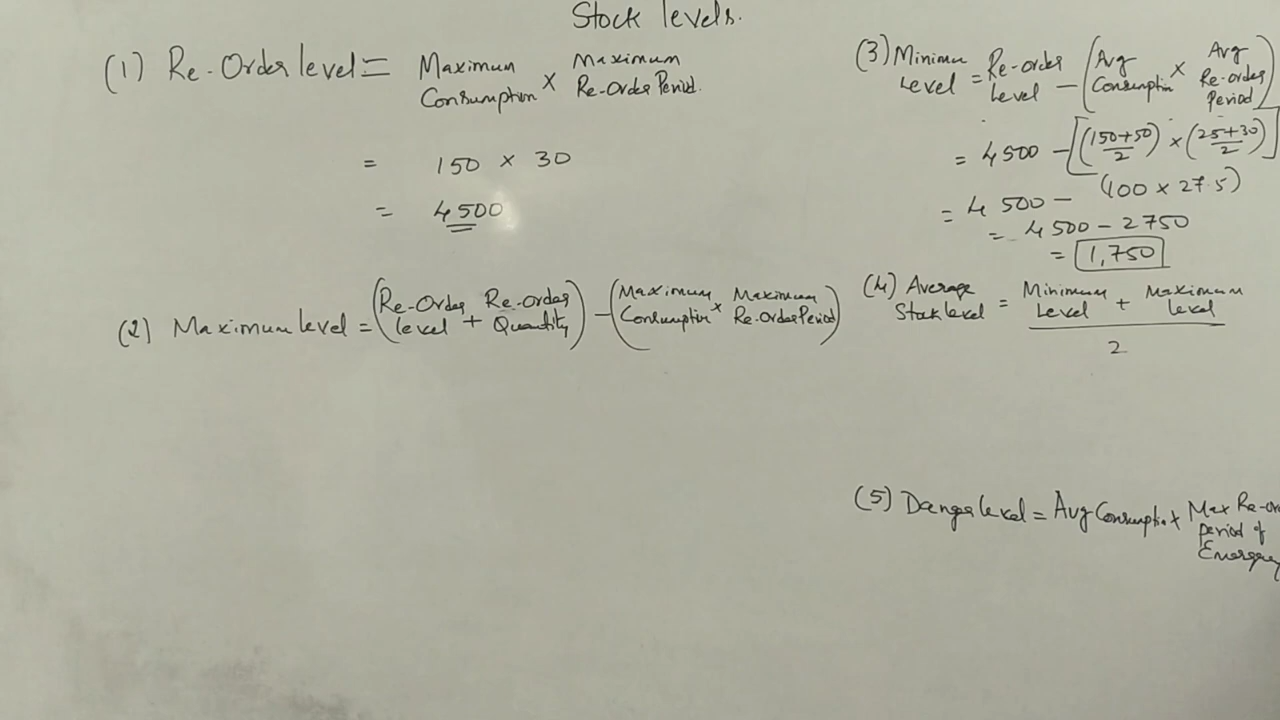 Stock levels.
(1) Re-Order level = Maximum Consumption × Maximum Re-Order Period.
= 150 × 30
= 4500
(2) Maximum level = (Re-Order level + Re-order Quantity) - (Maximum Consumption × Maximum Re-Order Period)
(3) Minimum Level = Re-order Level - (Avg Consumption × Avg Re-order Period)
= 4500 - [(150+50)/2 × (25+30)/2]
= 4500 - (100 × 27.5)
= 4500 - 2750
= 1,750
(4) Average Stock level = Minimum Level + Maximum level
2
(5) Danger level = Avg Consumption × Max Re-or
period of
Emergency